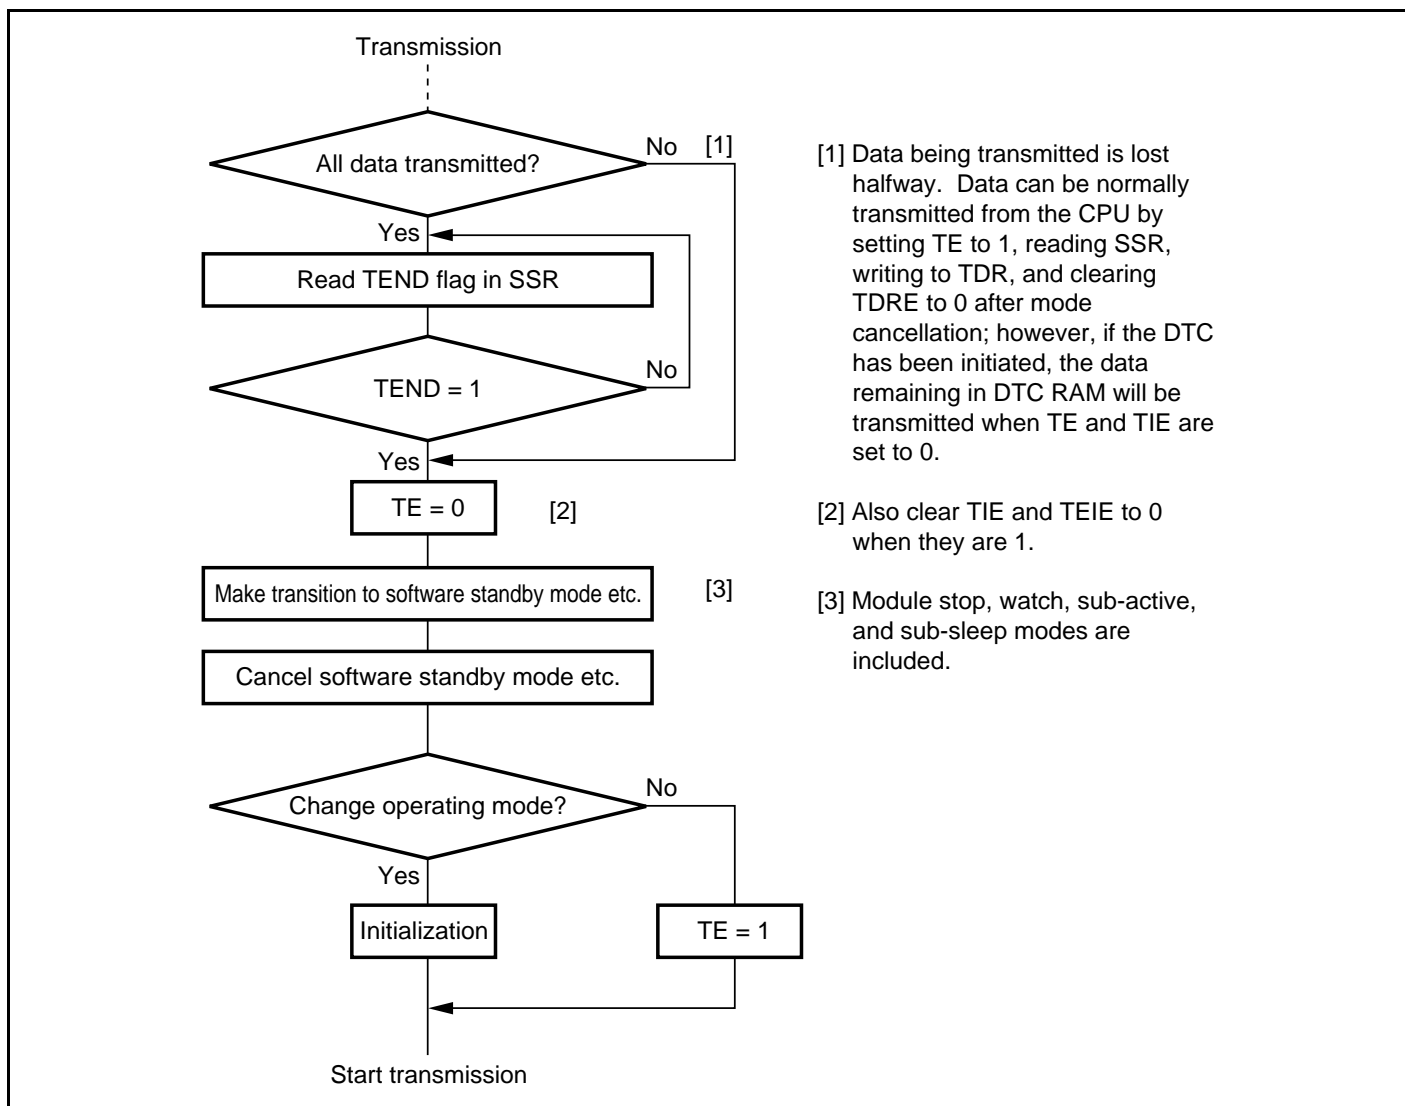 Transmission
All data transmitted?
No
[1]
Yes
Read TEND flag in SSR
TEND = 1
No
Yes
TE = 0
[2]
Make transition to software standby mode etc.
[3]
Cancel software standby mode etc.
Change operating mode?
No
Yes
Initialization
TE = 1
Start transmission
[1] Data being transmitted is lost
halfway. Data can be normally
transmitted from the CPU by
setting TE to 1, reading SSR,
writing to TDR, and clearing
TDRE to 0 after mode
cancellation; however, if the DTC
has been initiated, the data
remaining in DTC RAM will be
transmitted when TE and TIE are
set to 0.
[2] Also clear TIE and TEIE to 0
when they are 1.
[3] Module stop, watch, sub-active,
and sub-sleep modes are
included.